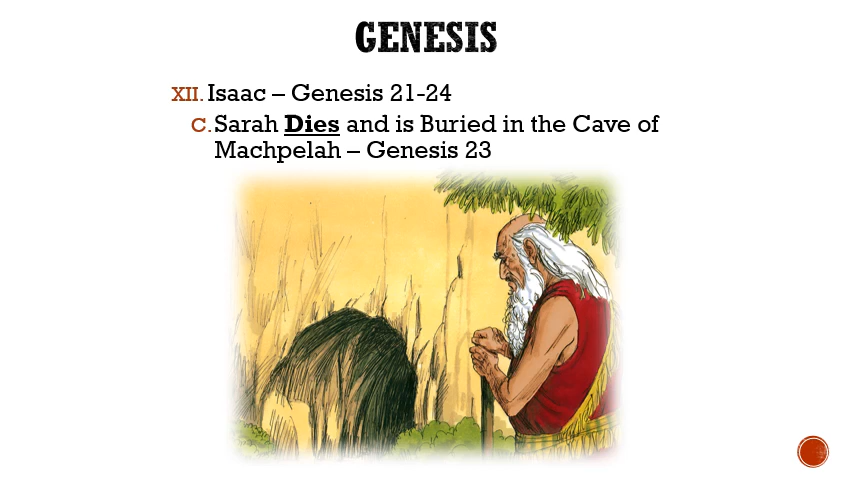 GENESIS
XII. Isaac – Genesis 21-24
C. Sarah Dies and is Buried in the Cave of
Machpelah – Genesis 23